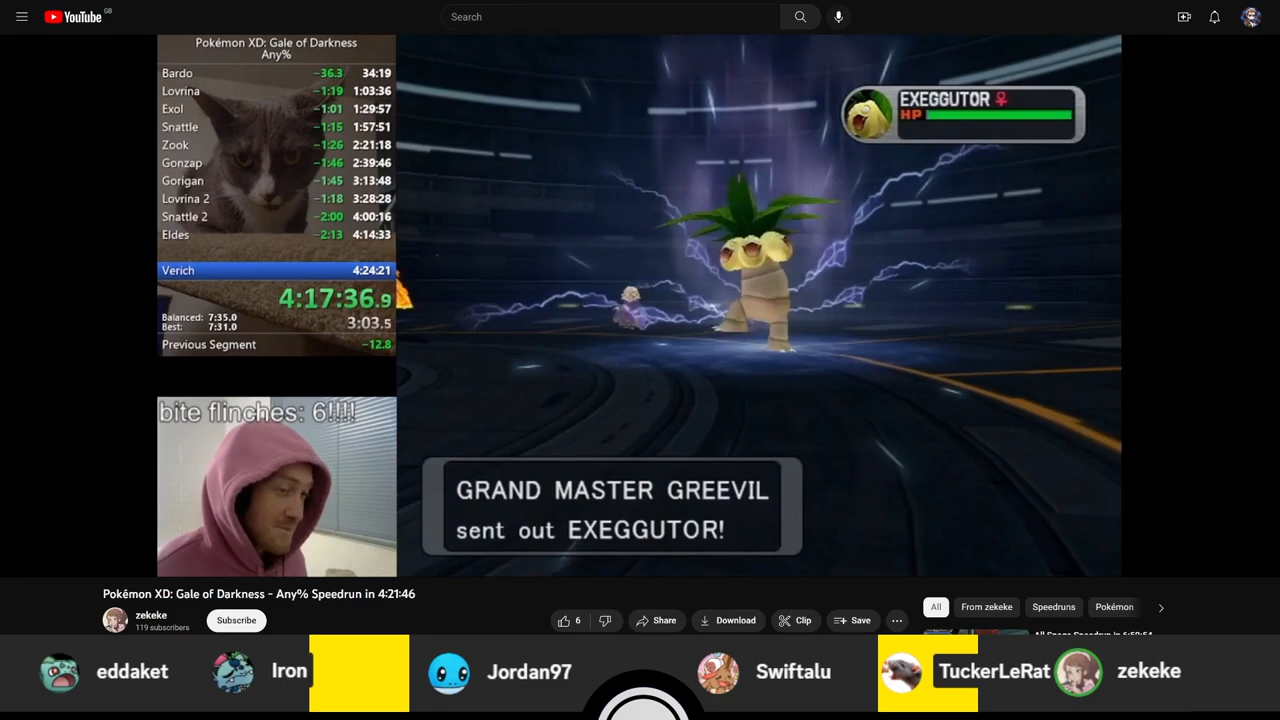 YouTube GB
Search
Pokémon XD: Gale of Darkness
Any%
Bardo −36.3 34:19
Lovrina −1:19 1:03:36
Exol −1:01 1:29:57
Snattle −1:15 1:57:51
Zook −1:26 2:21:18
Gonzap −1:46 2:39:46
Gorigan −1:45 3:13:48
Lovrina 2 −1:18 3:28:28
Snattle 2 −2:00 4:00:16
Eldes −2:13 4:14:33
Verich 4:24:21
4:17:36.9
Balanced: 7:35.0
Best: 7:31.0
3:03.5
Previous Segment −12.8
EXEGGUTOR ♀
HP
bite flinches: 6!!!!
GRAND MASTER GREEVIL
sent out EXEGGUTOR!
Pokémon XD: Gale of Darkness - Any% Speedrun in 4:21:46
zekeke
119 subscribers
Subscribe
6
Share
Download
Clip
Save
All
From zekeke
Speedruns
Pokémon
eddaket
Iron
Jordan97
Swiftalu
TuckerLeRat
zekeke